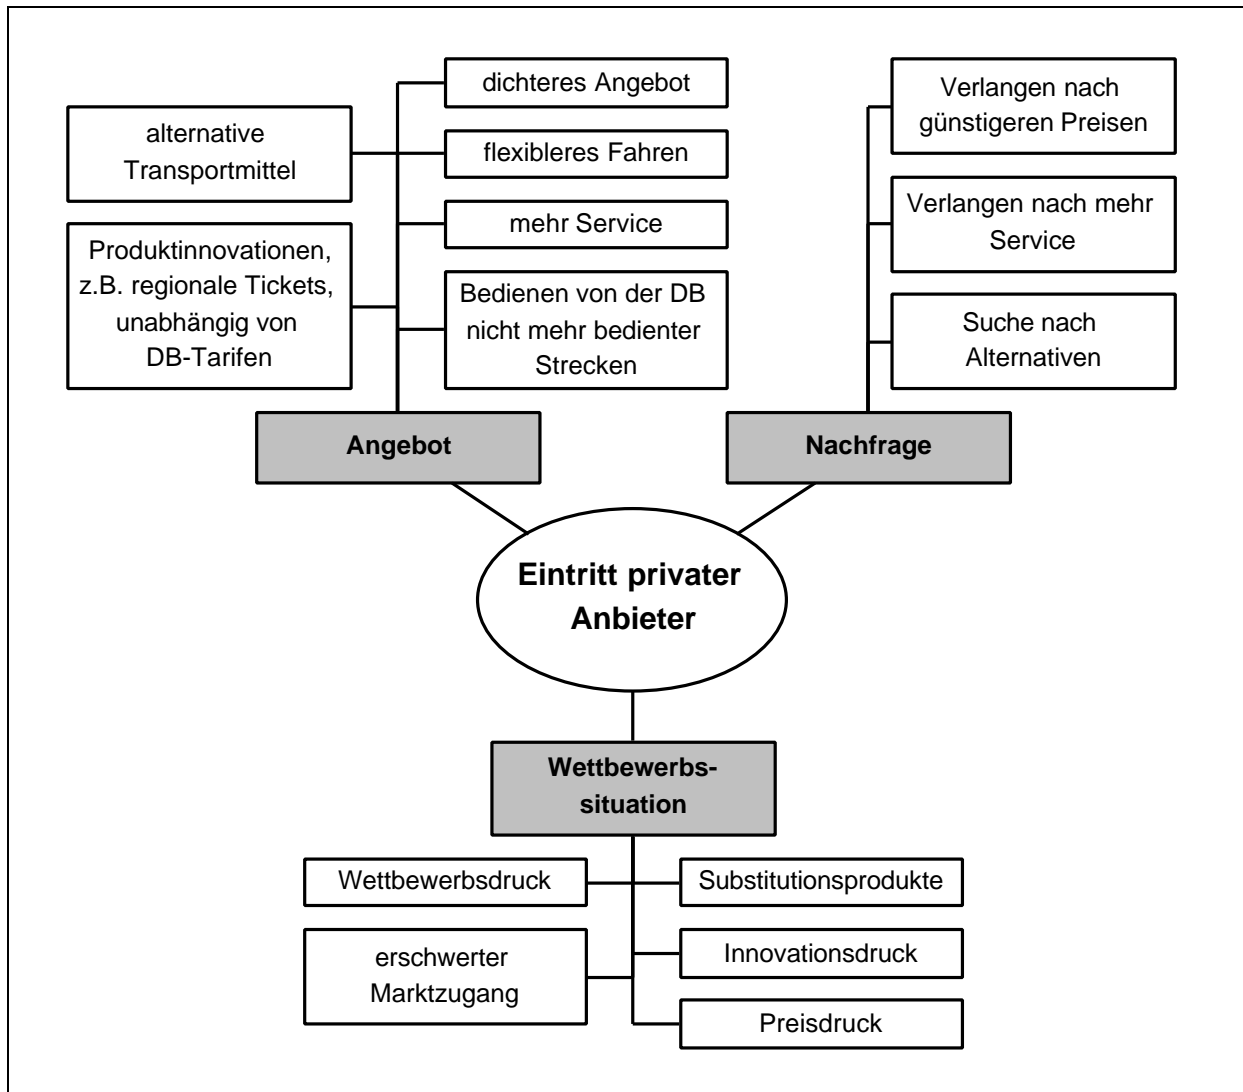 dichteres Angebot
alternative
Transportmittel
flexibleres Fahren
mehr Service
Produktinnovationen,
z.B. regionale Tickets,
unabhängig von
DB-Tarifen
Bedienen von der DB
nicht mehr bedienter
Strecken
Verlangen nach
günstigeren Preisen
Verlangen nach mehr
Service
Suche nach
Alternativen
Angebot
Nachfrage
Eintritt privater
Anbieter
Wettbewerbs-
situation
Wettbewerbsdruck
Substitutionsprodukte
erschwerter
Marktzugang
Innovationsdruck
Preisdruck